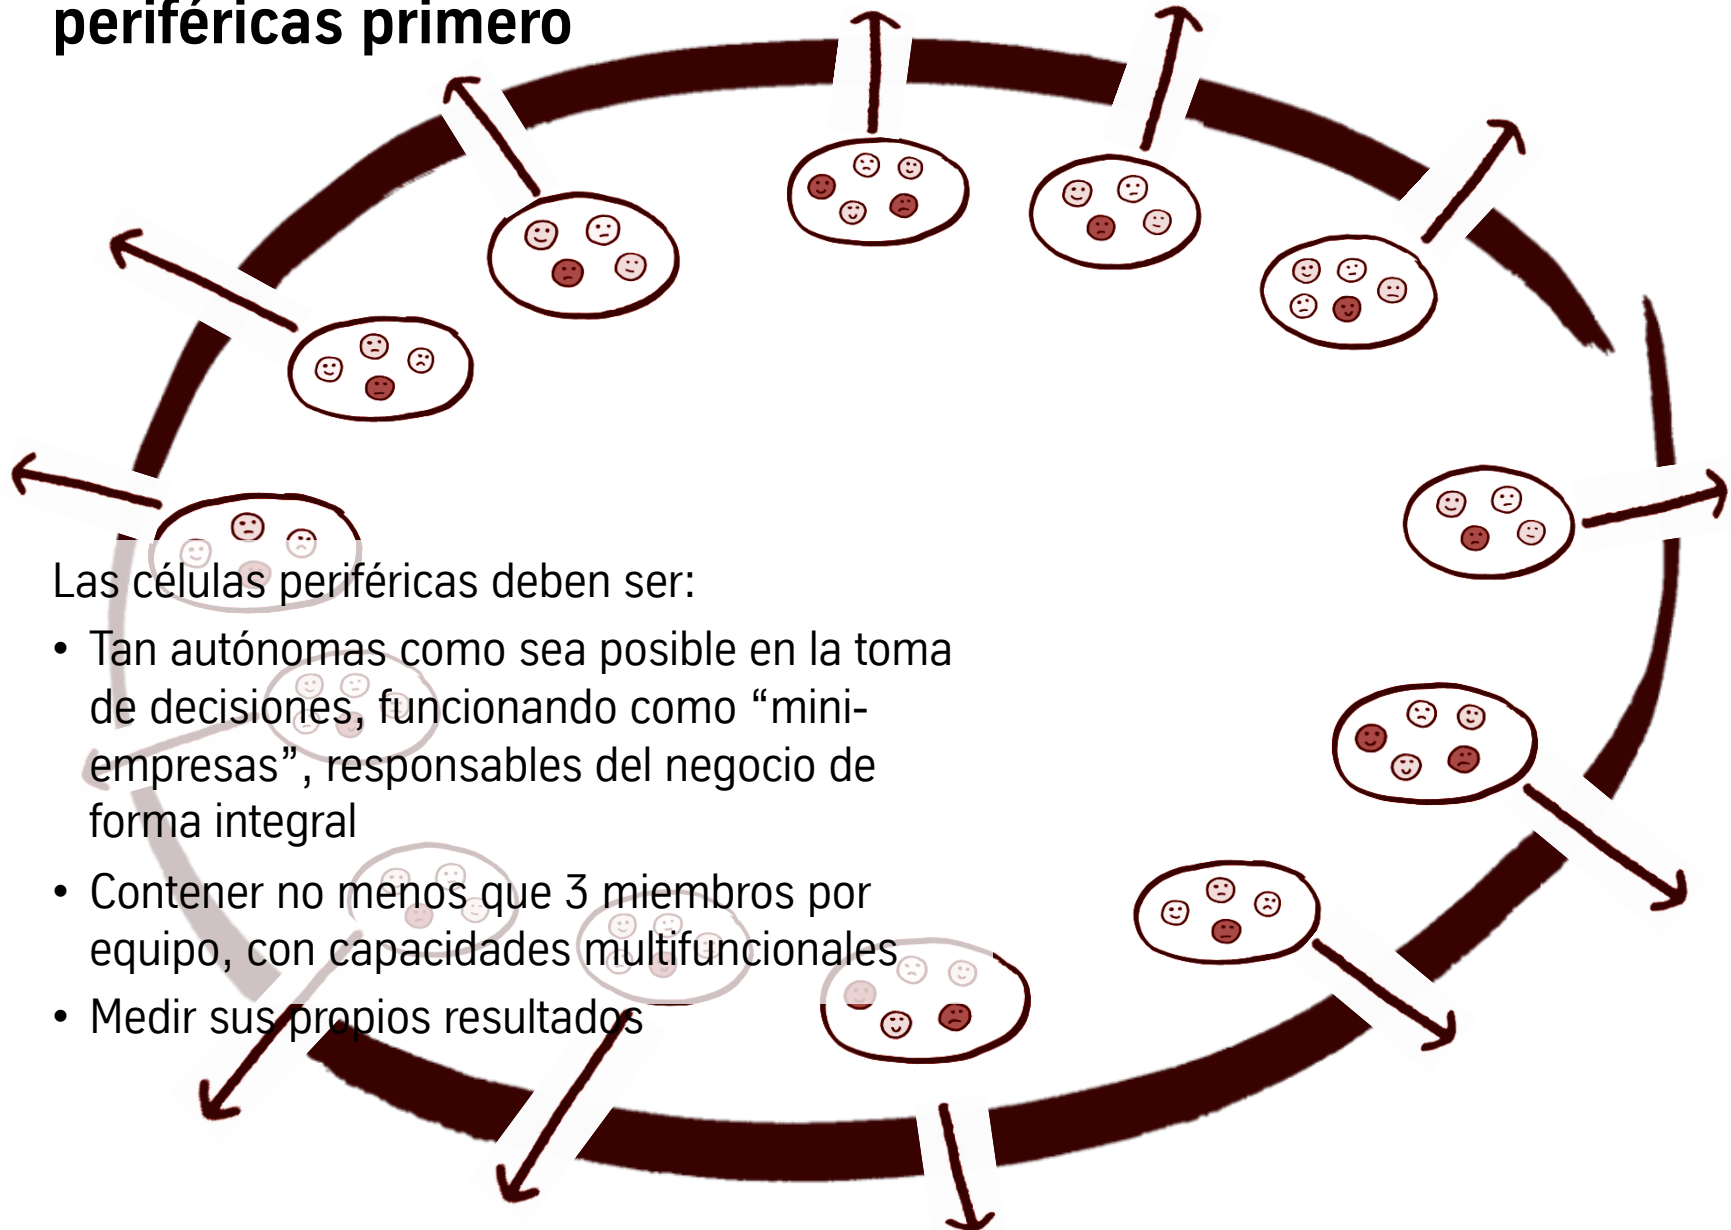 periféricas primero
Las células periféricas deben ser:
• Tan autónomas como sea posible en la toma
de decisiones, funcionando como “mini-
empresas”, responsables del negocio de
forma integral
• Contener no menos que 3 miembros por
equipo, con capacidades multifuncionales
• Medir sus propios resultados